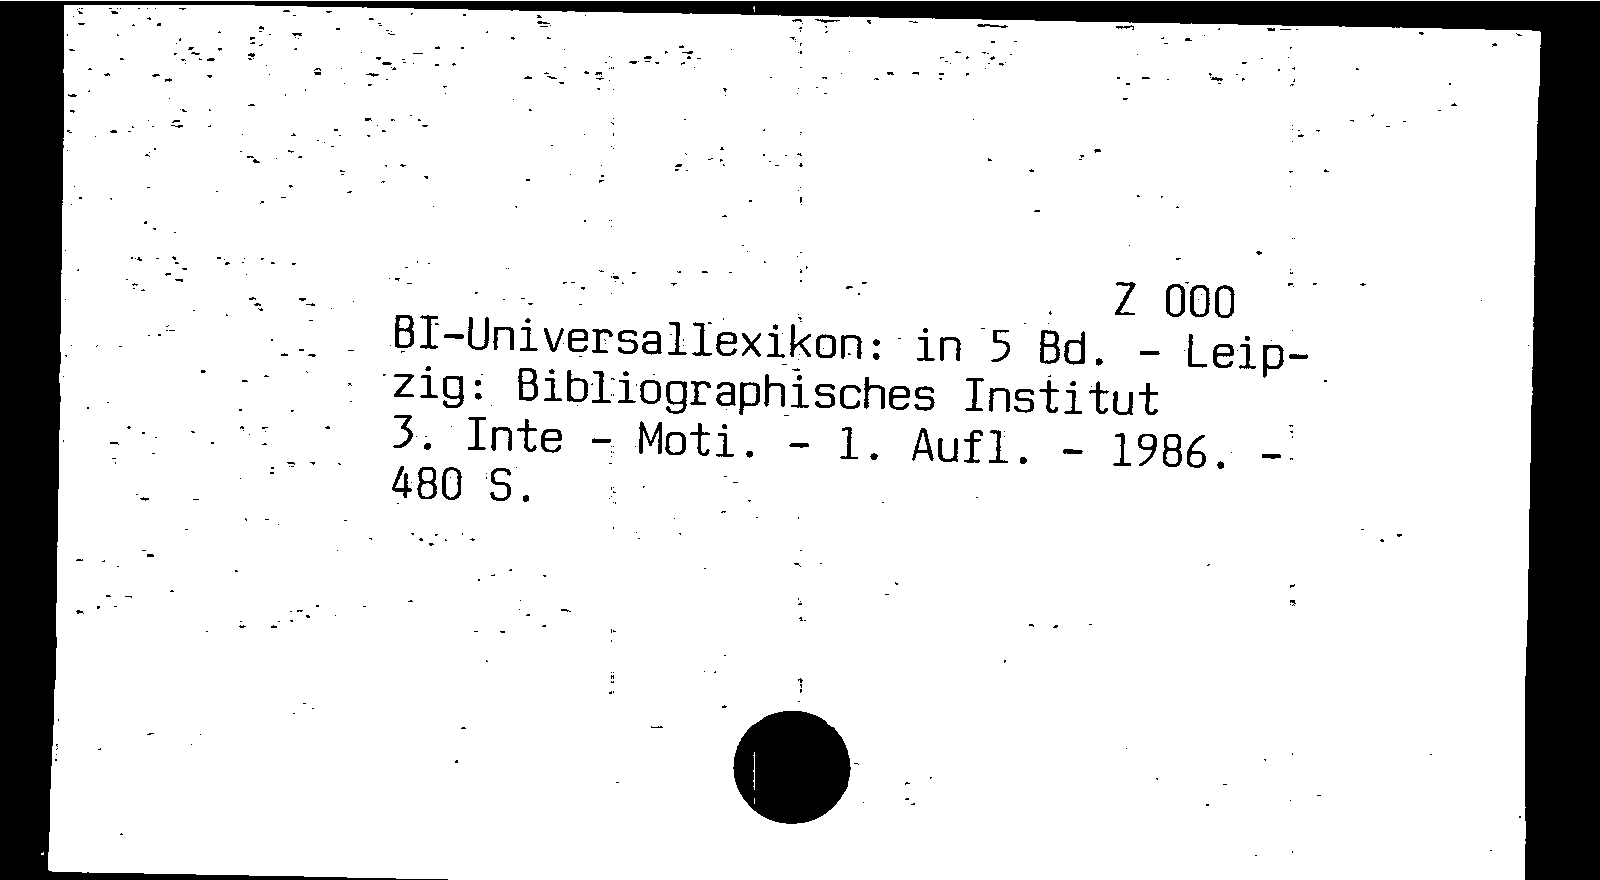 Z 000
BI-Universallexikon: in 5 Bd. - Leip-
zig: Bibliographisches Institut
3. Inte - Moti. - 1. Aufl. - 1986. -
480 S.